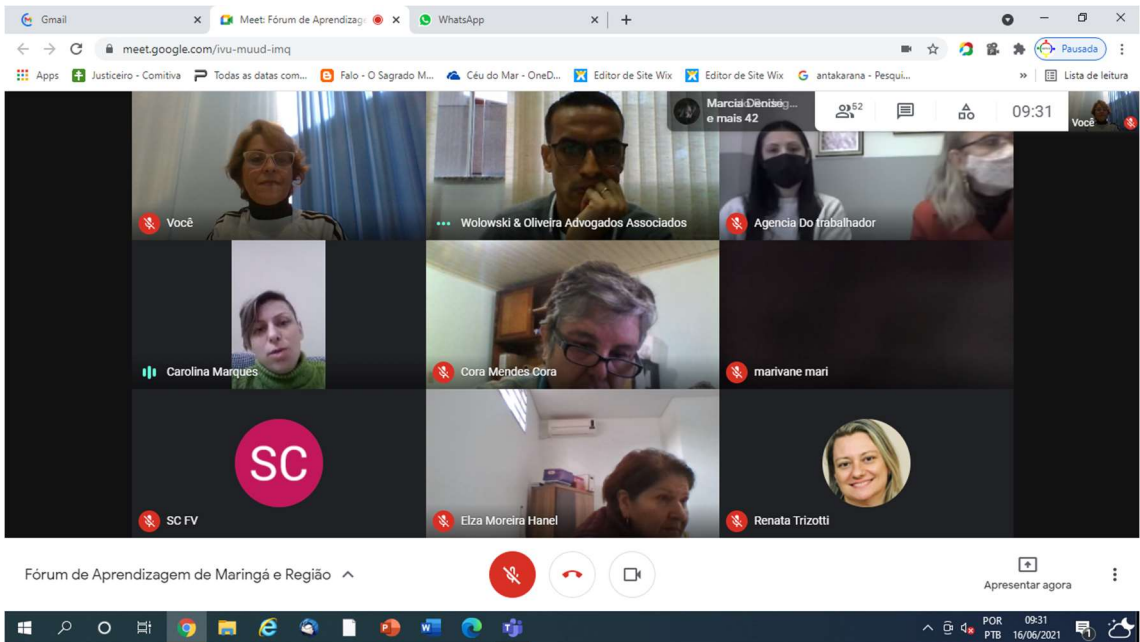 Gmail
Meet: Fórum de Aprendizage
WhatsApp
meet.google.com/ivu-muud-imq
Pausada
Apps
Justiceiro - Comitiva
Todas as datas com...
Falo - O Sagrado M...
Céu do Mar - OneD...
Editor de Site Wix
Editor de Site Wix
antakarana - Pesqui...
»
Lista de leitura
Marcia Denise
e mais 42
52
09:31
Você
Você
Wolowski & Oliveira Advogados Associados
Agencia Do trabalhador
Carolina Marques
Cora Mendes Cora
marivane mari
SC
SC FV
Elza Moreira Hanel
Renata Trizotti
Fórum de Aprendizagem de Maringá e Região
Apresentar agora
POR
PTB
09:31
16/06/2021
1